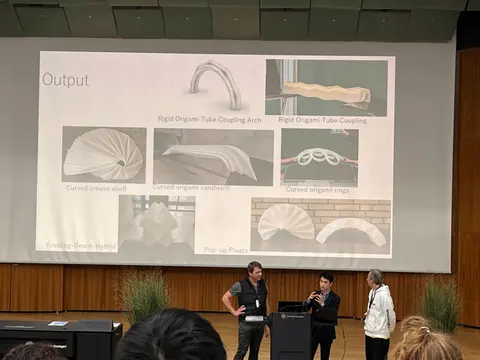 Output
Rigid Origami Tube Coupling Arch
Rigid Origami Tube Coupling
Curved crease shell
Curved origami sandwich
Curved origami rings
Kresling-Resch-Hybrid
Pop-up Pleats